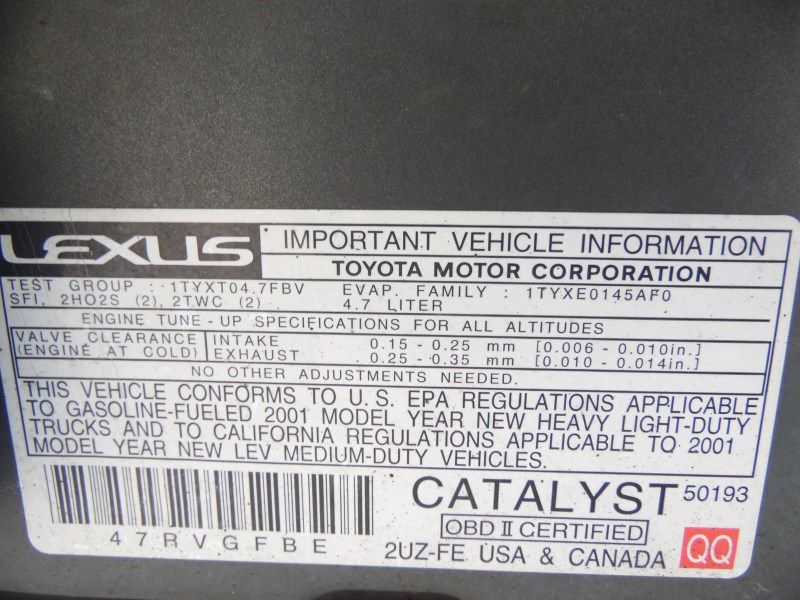 LEXUS
IMPORTANT VEHICLE INFORMATION
TOYOTA MOTOR CORPORATION
TEST GROUP : 1TYXT04.7FBV EVAP. FAMILY : 1TYXE0145AF0
SFI, 2HO2S (2), 2TWC (2) 4.7 LITER
ENGINE TUNE-UP SPECIFICATIONS FOR ALL ALTITUDES
VALVE CLEARANCE INTAKE 0.15 - 0.25 mm [0.006 - 0.010in.]
(ENGINE AT COLD) EXHAUST 0.25 - 0.35 mm [0.010 - 0.014in.]
NO OTHER ADJUSTMENTS NEEDED.
THIS VEHICLE CONFORMS TO U.S. EPA REGULATIONS APPLICABLE
TO GASOLINE-FUELED 2001 MODEL YEAR NEW HEAVY LIGHT-DUTY
TRUCKS AND TO CALIFORNIA REGULATIONS APPLICABLE TO 2001
MODEL YEAR NEW LEV MEDIUM-DUTY VEHICLES.
CATALYST 50193
OBD II CERTIFIED
47RVGFBE
2UZ-FE USA & CANADA QQ